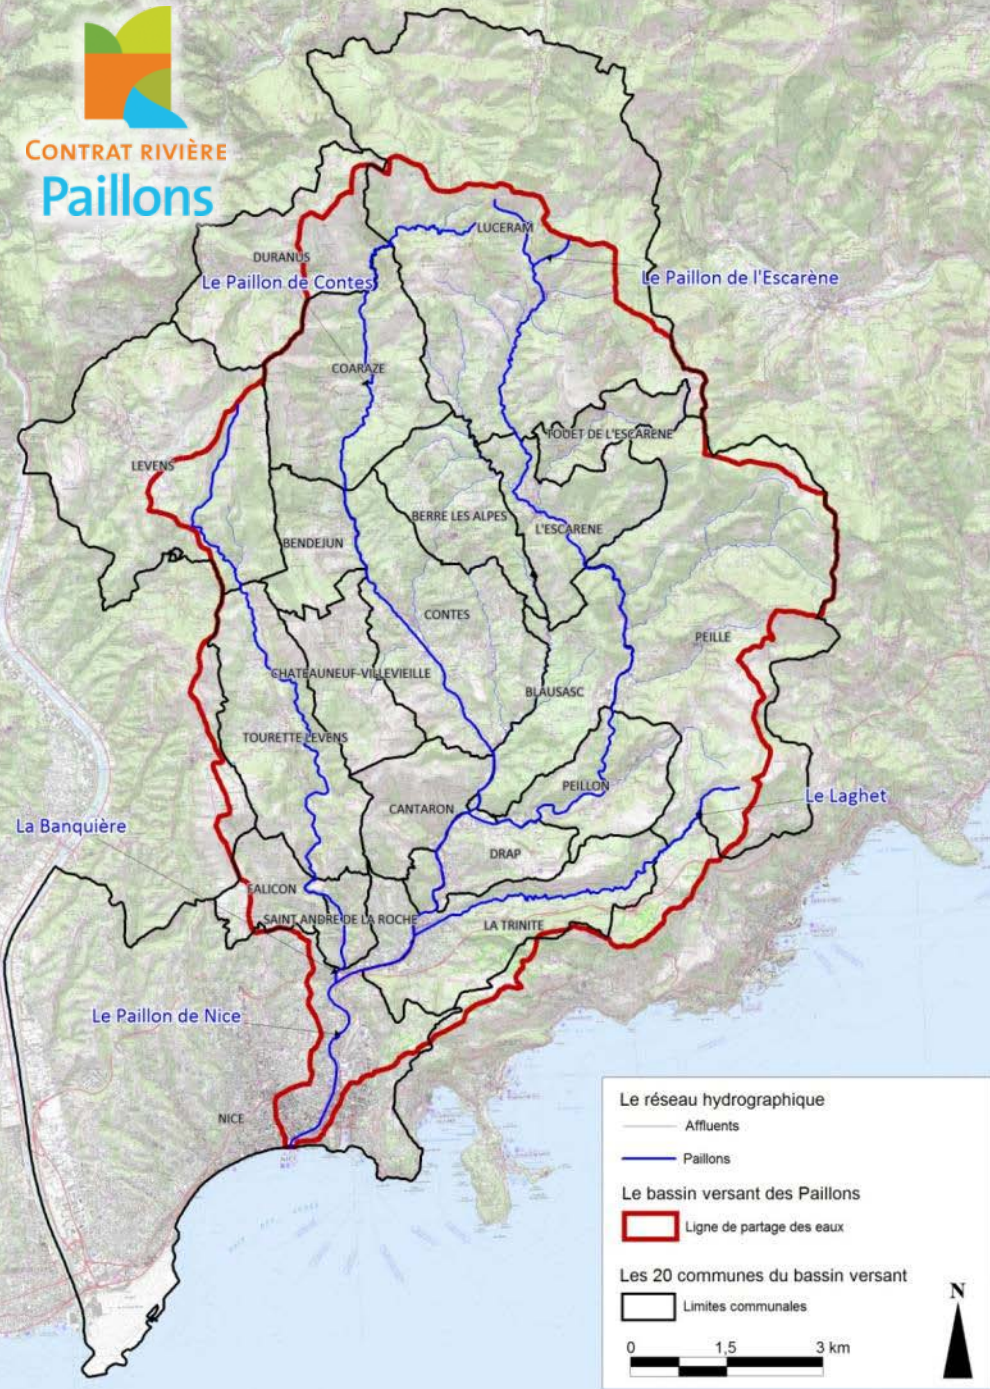 CONTRAT RIVIÈRE
Paillons
LUCERAM
DURANUS
Le Paillon de Contes
Le Paillon de l'Escarène
COARAZE
TOUET DE L'ESCARENE
LEVENS
BERRE LES ALPES
L'ESCARENE
BENDEJUN
CONTES
PEILLE
CHATEAUNEUF-VILLEVIEILLE
BLAUSASC
TOURETTE LEVENS
PEILLON
Le Laghet
CANTARON
La Banquière
DRAP
FALICON
SAINT ANDRE DE LA ROCHE
LA TRINITE
Le Paillon de Nice
NICE
Le réseau hydrographique
Affluents
Paillons
Le bassin versant des Paillons
Ligne de partage des eaux
Les 20 communes du bassin versant
Limites communales
N
0 1,5 3 km